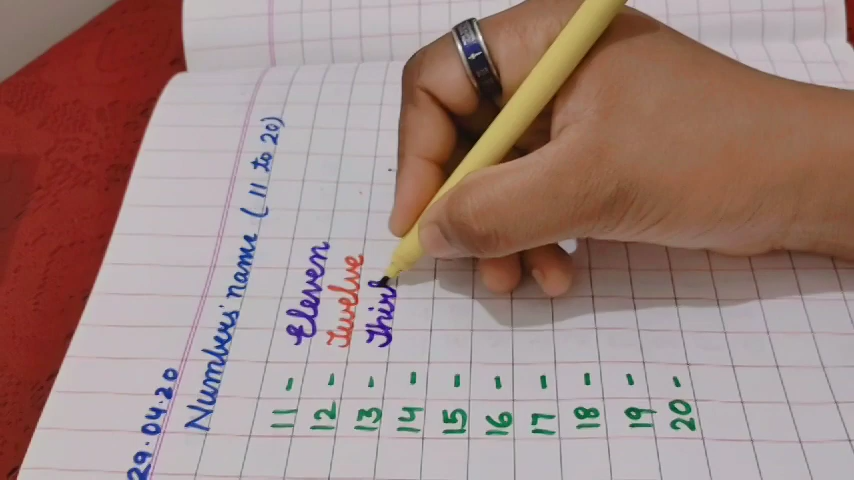 29.04.20
Numbers' name (11 to 20)
11 - Eleven
12 - Twelve
13 - Thir
14 -
15 -
16 -
17 -
18 -
19 -
20 -